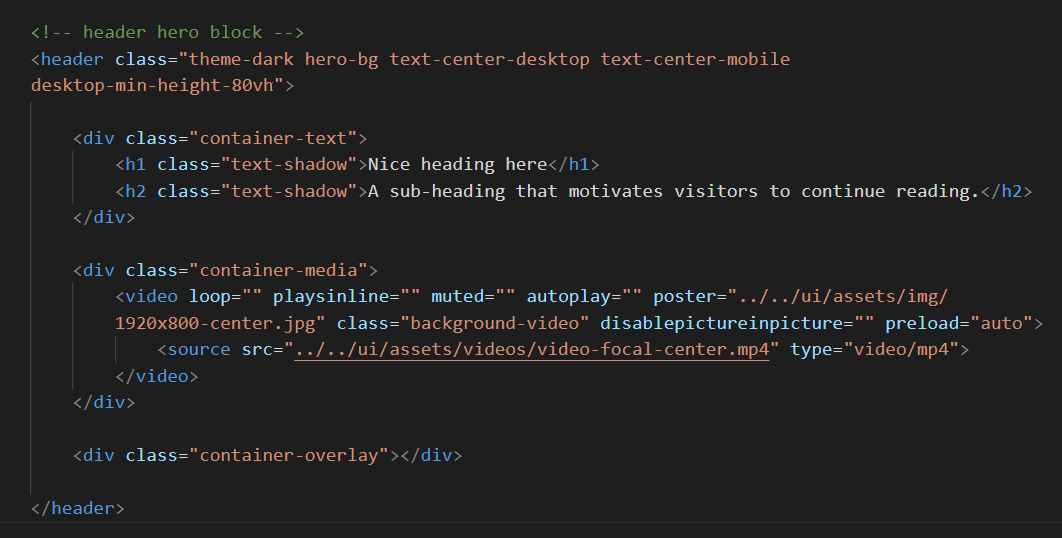 <!-- header hero block -->
<header class="theme-dark hero-bg text-center-desktop text-center-mobile
desktop-min-height-80vh">
<div class="container-text">
<h1 class="text-shadow">Nice heading here</h1>
<h2 class="text-shadow">A sub-heading that motivates visitors to continue reading.</h2>
</div>
<div class="container-media">
<video loop="" playsinline="" muted="" autoplay="" poster="../../ui/assets/img/
1920x800-center.jpg" class="background-video" disablepictureinpicture="" preload="auto">
<source src="../../ui/assets/videos/video-focal-center.mp4" type="video/mp4">
</video>
</div>
<div class="container-overlay"></div>
</header>